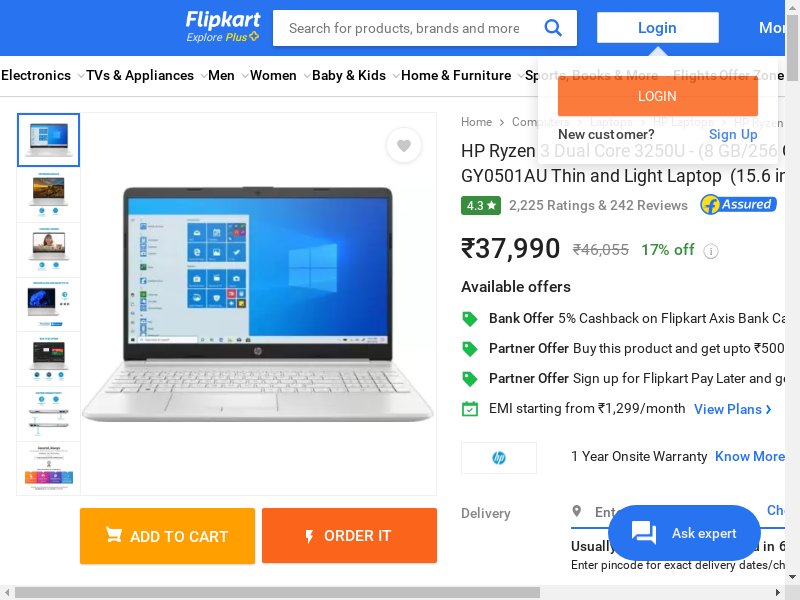 Flipkart
Explore Plus
Search for products, brands and more
Login
Mor
Electronics
TVs & Appliances
Men
Women
Baby & Kids
Home & Furniture
Sports, Books & More
Flights
Offer Zone
LOGIN
New customer?
Sign Up
Home
Computers
Laptops
HP Laptops
HP Ryzen
HP Ryzen 3 Dual Core 3250U - (8 GB/256
GY0501AU Thin and Light Laptop (15.6 in
4.3
2,225 Ratings & 242 Reviews
Assured
₹37,990
₹46,055
17% off
Available offers
Bank Offer 5% Cashback on Flipkart Axis Bank Ca
Partner Offer Buy this product and get upto ₹500
Partner Offer Sign up for Flipkart Pay Later and ge
EMI starting from ₹1,299/month
View Plans
hp
1 Year Onsite Warranty
Know More
Delivery
Ent
Ch
Usually
d in 6
Enter pincode for exact delivery dates/ch
ADD TO CART
ORDER IT
Ask expert